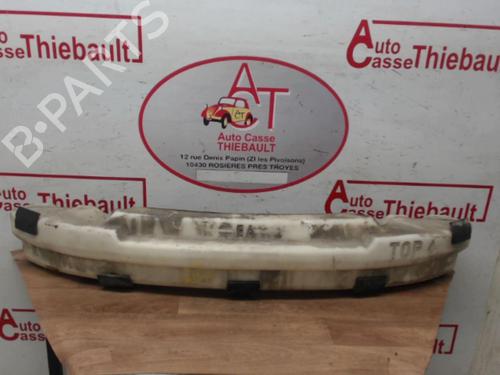 Auto
Casse
Thiebault
B-PARTS
ACT
Auto Casse
THIEBAULT
12 rue Denis Papin (ZI les Pivoisons)
10430 ROSIERES PRES TROYES
Auto
Casse
Thiebault
Auto
Casse
Thiebault
Auto
Casse
Thiebault
TOP
Auto
Casse
Thiebault